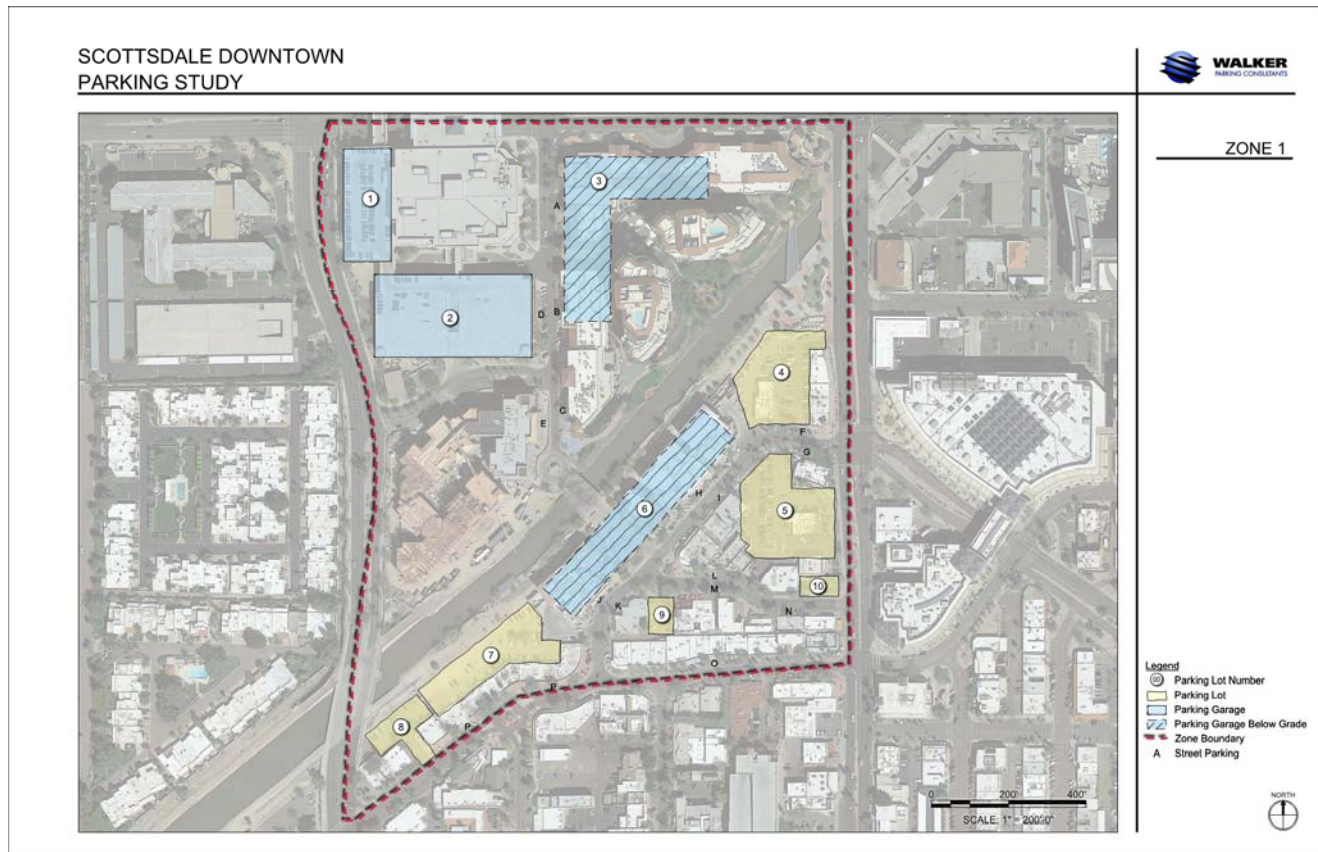 SCOTTSDALE DOWNTOWN
PARKING STUDY
WALKER
PARKING CONSULTANTS
ZONE 1
1
2
3
4
5
6
7
8
9
10
A
B
C
D
E
F
G
H
I
J
K
L
M
N
O
P
P
Legend
00 Parking Lot Number
Parking Lot
Parking Garage
Parking Garage Below Grade
Zone Boundary
A Street Parking
0 200' 400'
SCALE: 1" = 200'-0"
NORTH